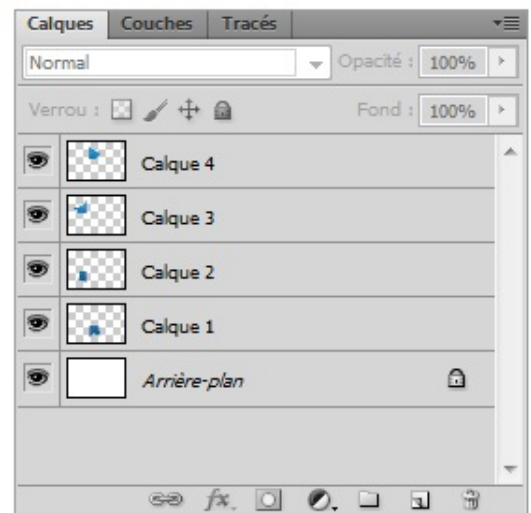 Calques Couches Tracés
Normal Opacité : 100%
Verrou : Fond : 100%
Calque 4
Calque 3
Calque 2
Calque 1
Arrière-plan
fx.